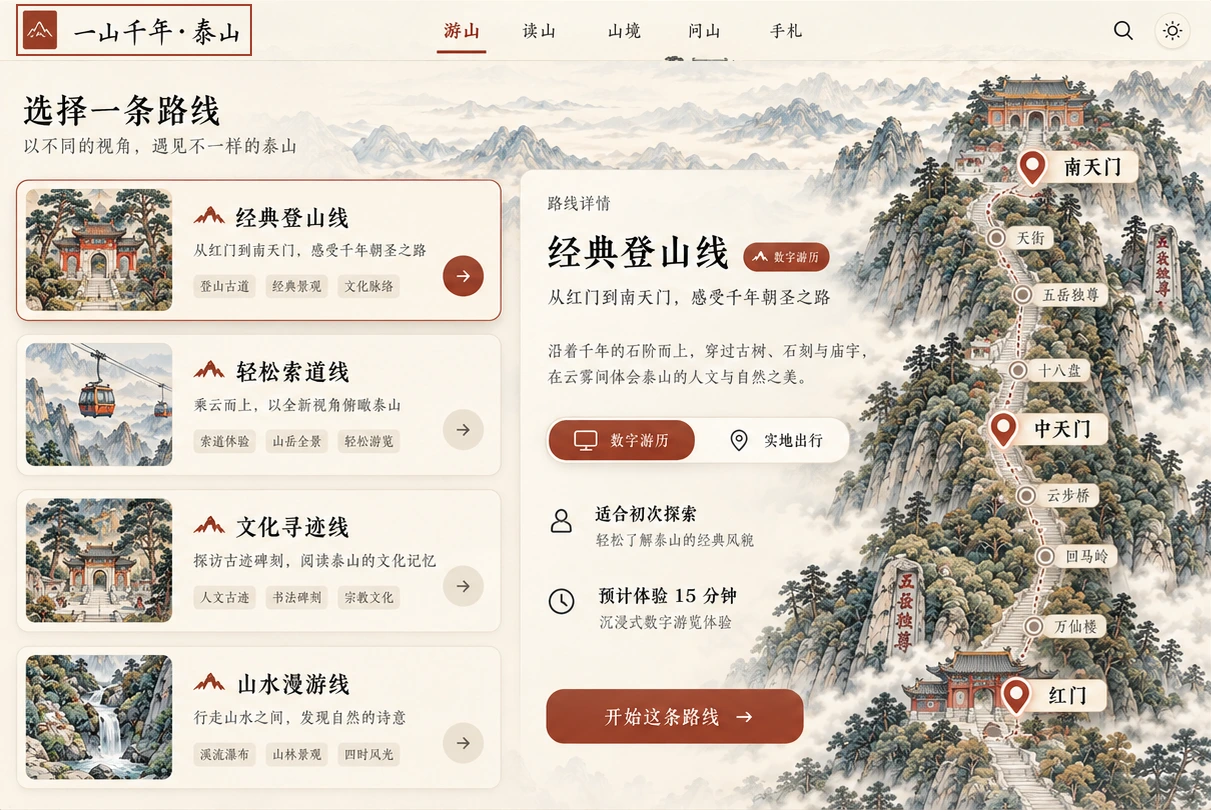 一山千年·泰山
游山
读山
山境
问山
手札
选择一条路线
以不同的视角，遇见不一样的泰山
经典登山线
从红门到南天门，感受千年朝圣之路
登山古道
经典景观
文化脉络
轻松索道线
乘云而上，以全新视角俯瞰泰山
索道体验
山岳全景
轻松游览
文化寻迹线
探访古迹碑刻，阅读泰山的文化记忆
人文古迹
书法碑刻
宗教文化
山水漫游线
行走山水之间，发现自然的诗意
溪流瀑布
山林景观
四时风光
路线详情
经典登山线
数字游历
从红门到南天门，感受千年朝圣之路
沿着千年的石阶而上，穿过古树、石刻与庙宇，
在云雾间体会泰山的人文与自然之美。
数字游历
实地出行
适合初次探索
轻松了解泰山的经典风貌
预计体验 15 分钟
沉浸式数字游览体验
开始这条路线
南天门
天街
五岳独尊
五岳独尊
十八盘
中天门
云步桥
回马岭
五岳独尊
万仙楼
红门